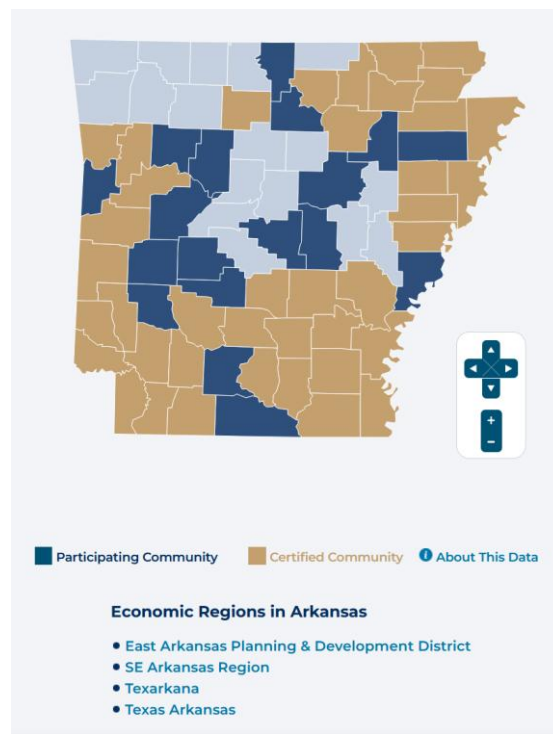 +
−
Participating Community
Certified Community
i About This Data
Economic Regions in Arkansas
• East Arkansas Planning & Development District
• SE Arkansas Region
• Texarkana
• Texas Arkansas